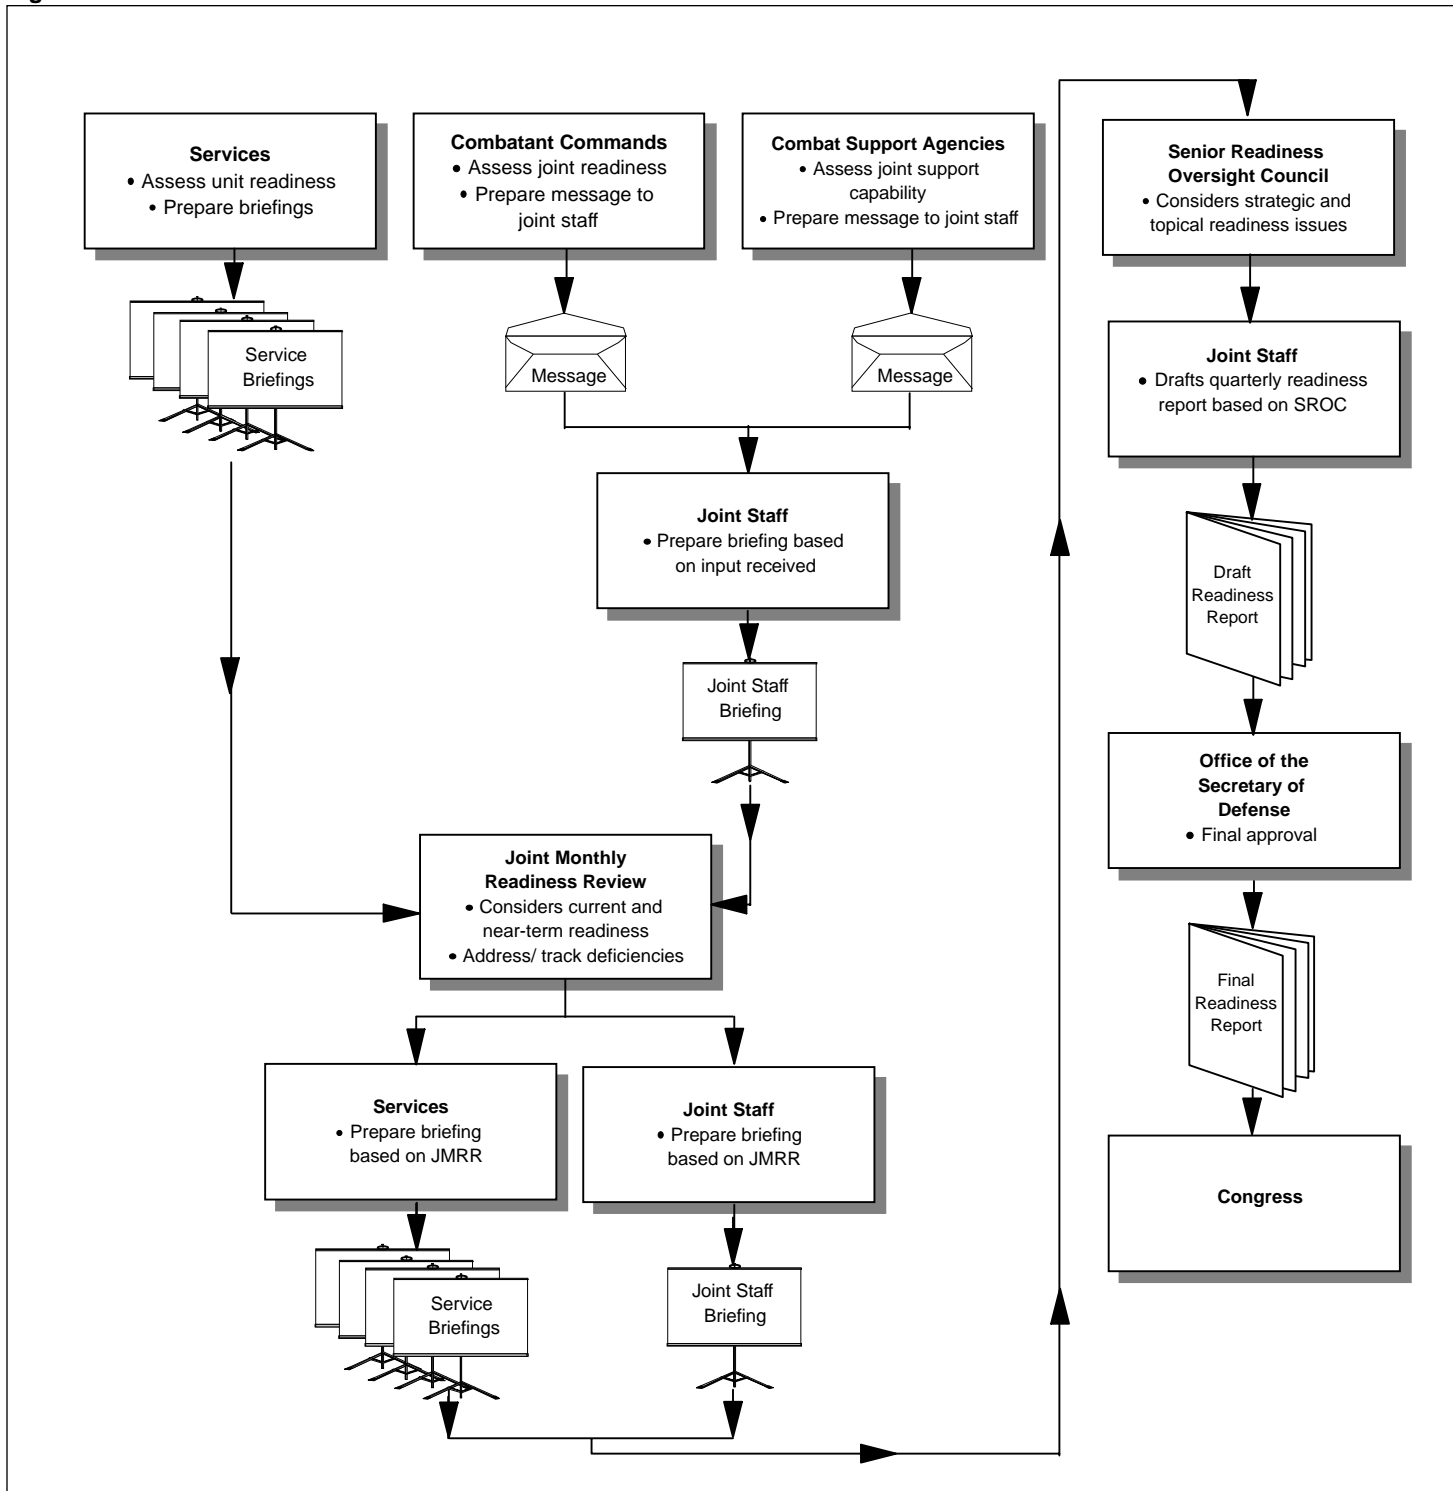 Services
• Assess unit readiness
• Prepare briefings
Combatant Commands
• Assess joint readiness
• Prepare message to
joint staff
Combat Support Agencies
• Assess joint support
capability
• Prepare message to joint staff
Service
Briefings
Message
Message
Joint Staff
• Prepare briefing based
on input received
Joint Staff
Briefing
Joint Monthly
Readiness Review
• Considers current and
near-term readiness
• Address/ track deficiencies
Services
• Prepare briefing
based on JMRR
Joint Staff
• Prepare briefing
based on JMRR
Service
Briefings
Joint Staff
Briefing
Senior Readiness
Oversight Council
• Considers strategic and
topical readiness issues
Joint Staff
• Drafts quarterly readiness
report based on SROC
Draft
Readiness
Report
Office of the
Secretary of
Defense
• Final approval
Final
Readiness
Report
Congress